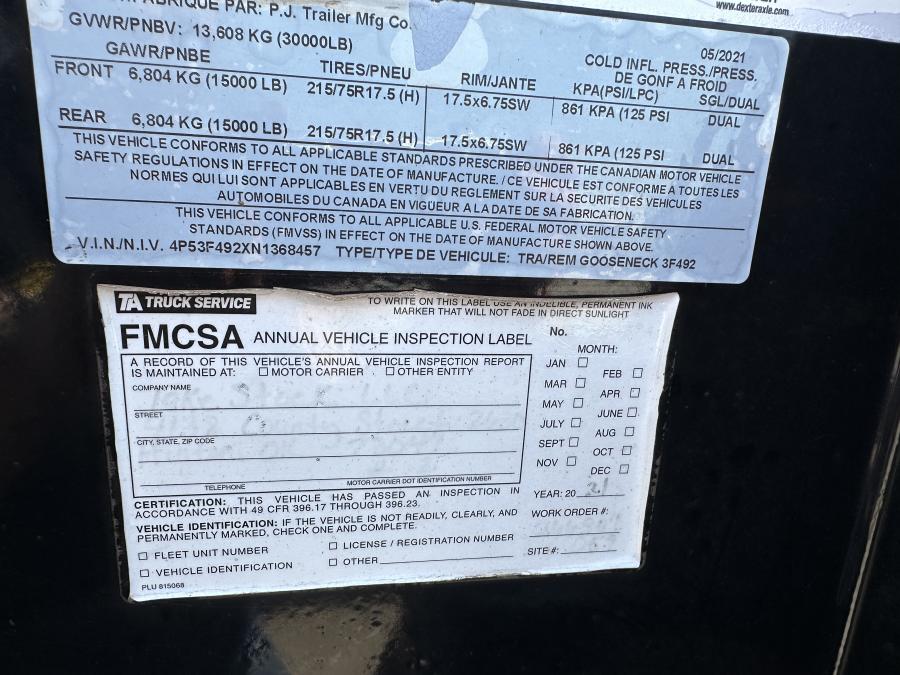 www.dexteraxle.com
FABRIQUE PAR: P.J. Trailer Mfg Co.
GVWR/PNBV: 13,608 KG (30000LB)
05/2021
GAWR/PNBE TIRES/PNEU RIM/JANTE COLD INFL. PRESS./PRESS. DE GONF A FROID KPA(PSI/LPC) SGL/DUAL
FRONT 6,804 KG (15000 LB) 215/75R17.5 (H) 17.5x6.75SW 861 KPA (125 PSI DUAL
REAR 6,804 KG (15000 LB) 215/75R17.5 (H) 17.5x6.75SW 861 KPA (125 PSI DUAL
THIS VEHICLE CONFORMS TO ALL APPLICABLE STANDARDS PRESCRIBED UNDER THE CANADIAN MOTOR VEHICLE
SAFETY REGULATIONS IN EFFECT ON THE DATE OF MANUFACTURE. / CE VEHICULE EST CONFORME A TOUTES LES
NORMES QUI LUI SONT APPLICABLES EN VERTU DU REGLEMENT SUR LA SECURITE DES VEHICULES
AUTOMOBILES DU CANADA EN VIGUEUR A LA DATE DE SA FABRICATION.
THIS VEHICLE CONFORMS TO ALL APPLICABLE U.S. FEDERAL MOTOR VEHICLE SAFETY
STANDARDS (FMVSS) IN EFFECT ON THE DATE OF MANUFACTURE SHOWN ABOVE.
V.I.N./N.I.V. 4P53F492XN1368457 TYPE/TYPE DE VEHICULE: TRA/REM GOOSENECK 3F492
TA TRUCK SERVICE
TO WRITE ON THIS LABEL USE AN INDELIBLE, PERMANENT INK
MARKER THAT WILL NOT FADE IN DIRECT SUNLIGHT
FMCSA ANNUAL VEHICLE INSPECTION LABEL
No.
A RECORD OF THIS VEHICLE'S ANNUAL VEHICLE INSPECTION REPORT
IS MAINTAINED AT: ☐ MOTOR CARRIER ☐ OTHER ENTITY
COMPANY NAME
STREET
CITY, STATE, ZIP CODE
TELEPHONE MOTOR CARRIER DOT IDENTIFICATION NUMBER
MONTH:
JAN ☐ FEB ☐
MAR ☐ APR ☐
MAY ☐ JUNE ☐
JULY ☐ AUG ☐
SEPT ☐ OCT ☐
NOV ☐ DEC ☐
CERTIFICATION: THIS VEHICLE HAS PASSED AN INSPECTION IN
ACCORDANCE WITH 49 CFR 396.17 THROUGH 396.23.
VEHICLE IDENTIFICATION: IF THE VEHICLE IS NOT READILY, CLEARLY, AND
PERMANENTLY MARKED, CHECK ONE AND COMPLETE.
☐ FLEET UNIT NUMBER ☐ LICENSE / REGISTRATION NUMBER
☐ VEHICLE IDENTIFICATION ☐ OTHER
YEAR: 20 21
WORK ORDER #:
SITE #:
PLU 815068